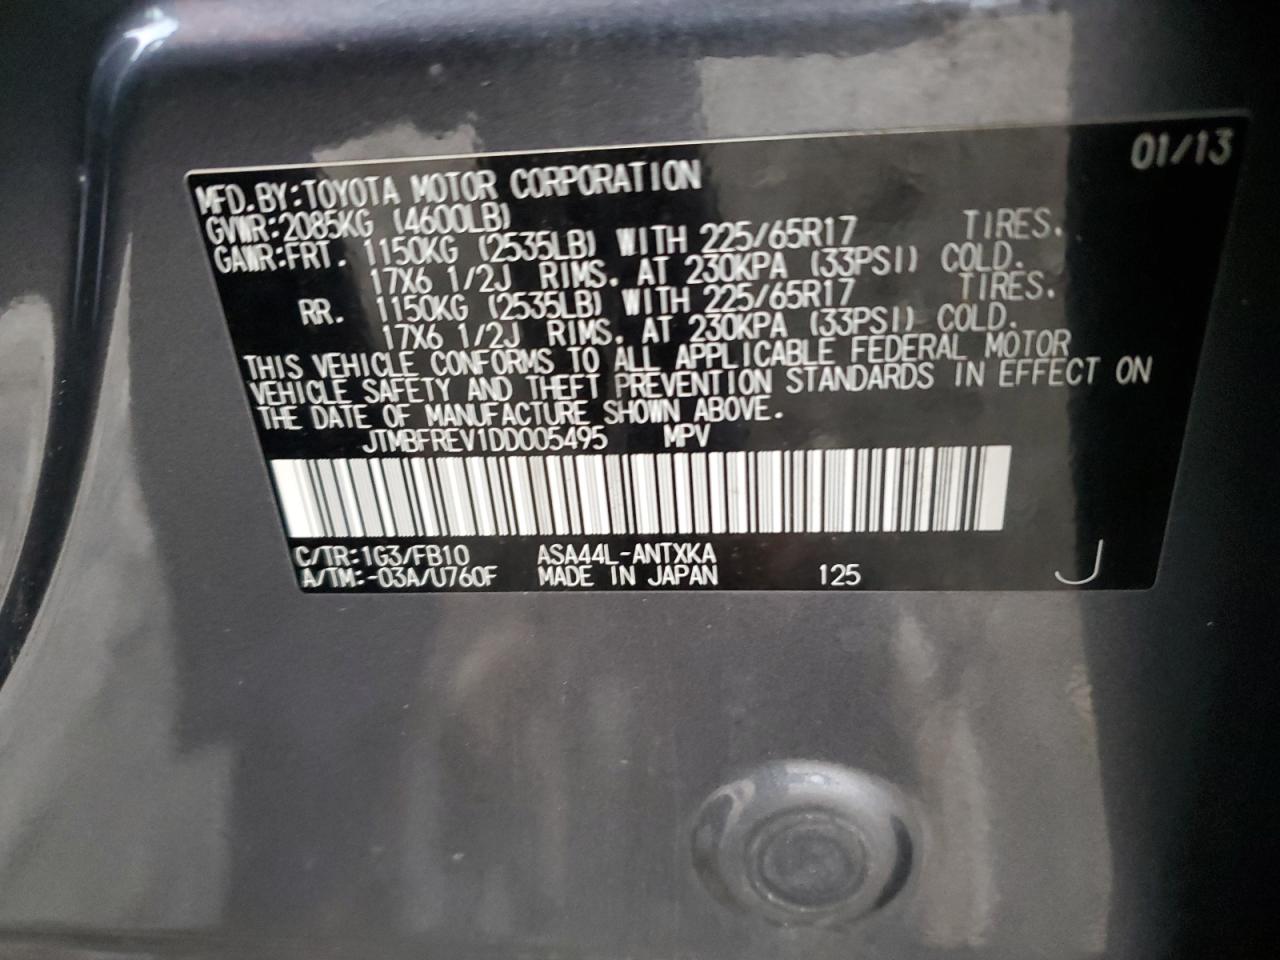 01/13
MFD.BY:TOYOTA MOTOR CORPORATION
GVWR:2085KG (4600LB)
GAWR:FRT. 1150KG (2535LB) WITH 225/65R17 TIRES.
17X6 1/2J RIMS. AT 230KPA (33PSI) COLD.
RR. 1150KG (2535LB) WITH 225/65R17 TIRES.
17X6 1/2J RIMS. AT 230KPA (33PSI) COLD.
THIS VEHICLE CONFORMS TO ALL APPLICABLE FEDERAL MOTOR
VEHICLE SAFETY AND THEFT PREVENTION STANDARDS IN EFFECT ON
THE DATE OF MANUFACTURE SHOWN ABOVE.
JTMBFREV1DD005495 MPV
C/TR:1G3/FB10 ASA44L-ANTXKA
A/TM:-03A/U760F MADE IN JAPAN 125 J